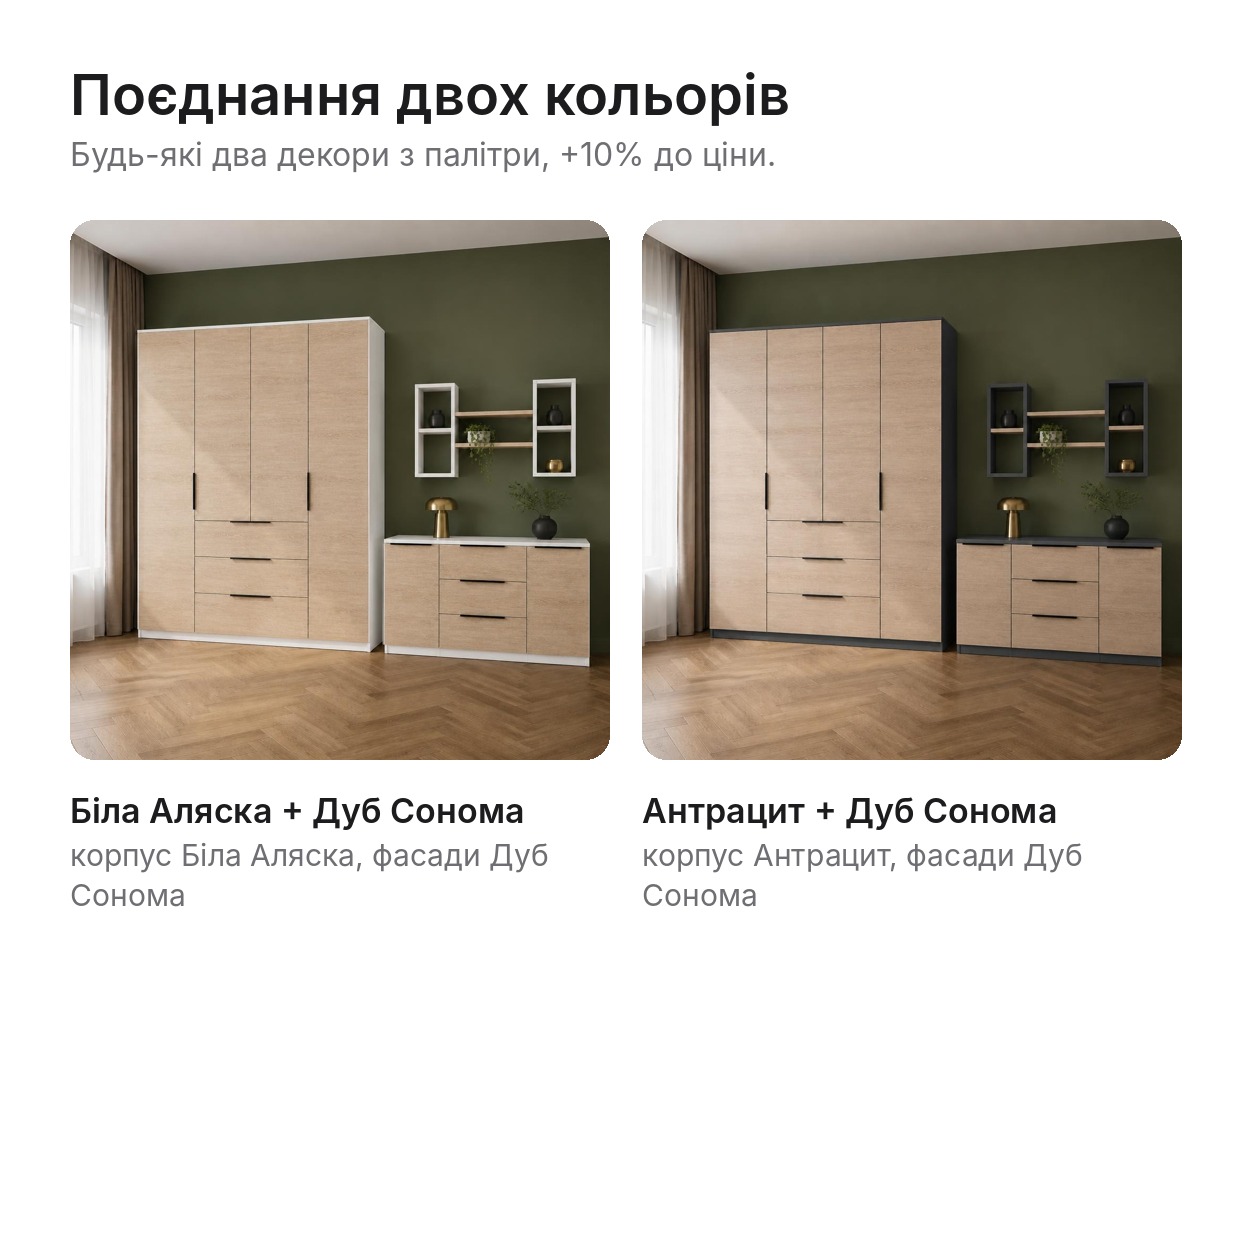 Поєднання двох кольорів
Будь-які два декори з палітри, +10% до ціни.
Біла Аляска + Дуб Сонома
корпус Біла Аляска, фасади Дуб
Сонома
Антрацит + Дуб Сонома
корпус Антрацит, фасади Дуб
Сонома